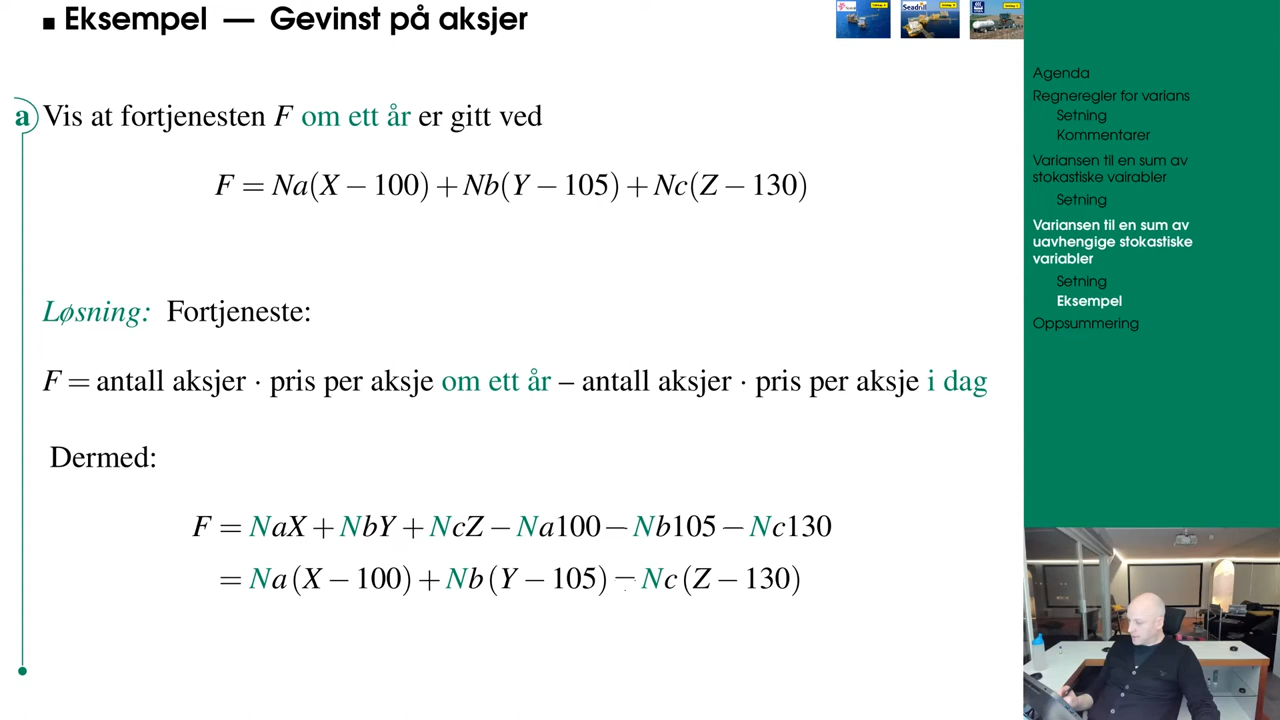 Eksempel — Gevinst på aksjer
Seadrill
a Vis at fortjenesten F om ett år er gitt ved
F = Na(X − 100) + Nb(Y − 105) + Nc(Z − 130)
Løsning: Fortjeneste:
F = antall aksjer · pris per aksje om ett år – antall aksjer · pris per aksje i dag
Dermed:
F = NaX + NbY + NcZ − Na100 − Nb105 − Nc130
= Na (X − 100) + Nb (Y − 105) − Nc (Z − 130)
Agenda
Regneregler for varians
Setning
Kommentarer
Variansen til en sum av
stokastiske vairabler
Setning
Variansen til en sum av
uavhengige stokastiske
variabler
Setning
Eksempel
Oppsummering